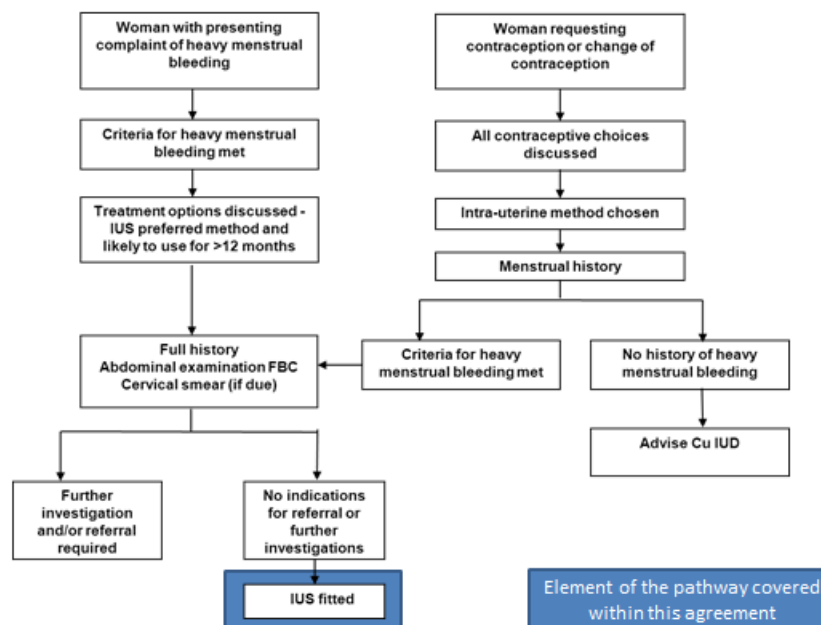 Woman with presenting
complaint of heavy menstrual
bleeding
Criteria for heavy menstrual
bleeding met
Treatment options discussed -
IUS preferred method and
likely to use for >12 months
Full history
Abdominal examination FBC
Cervical smear (if due)
Further
investigation
and/or referral
required
No indications
for referral or
further
investigations
IUS fitted
Woman requesting
contraception or change of
contraception
All contraceptive choices
discussed
Intra-uterine method chosen
Menstrual history
Criteria for heavy
menstrual bleeding met
No history of heavy
menstrual bleeding
Advise Cu IUD
Element of the pathway covered
within this agreement